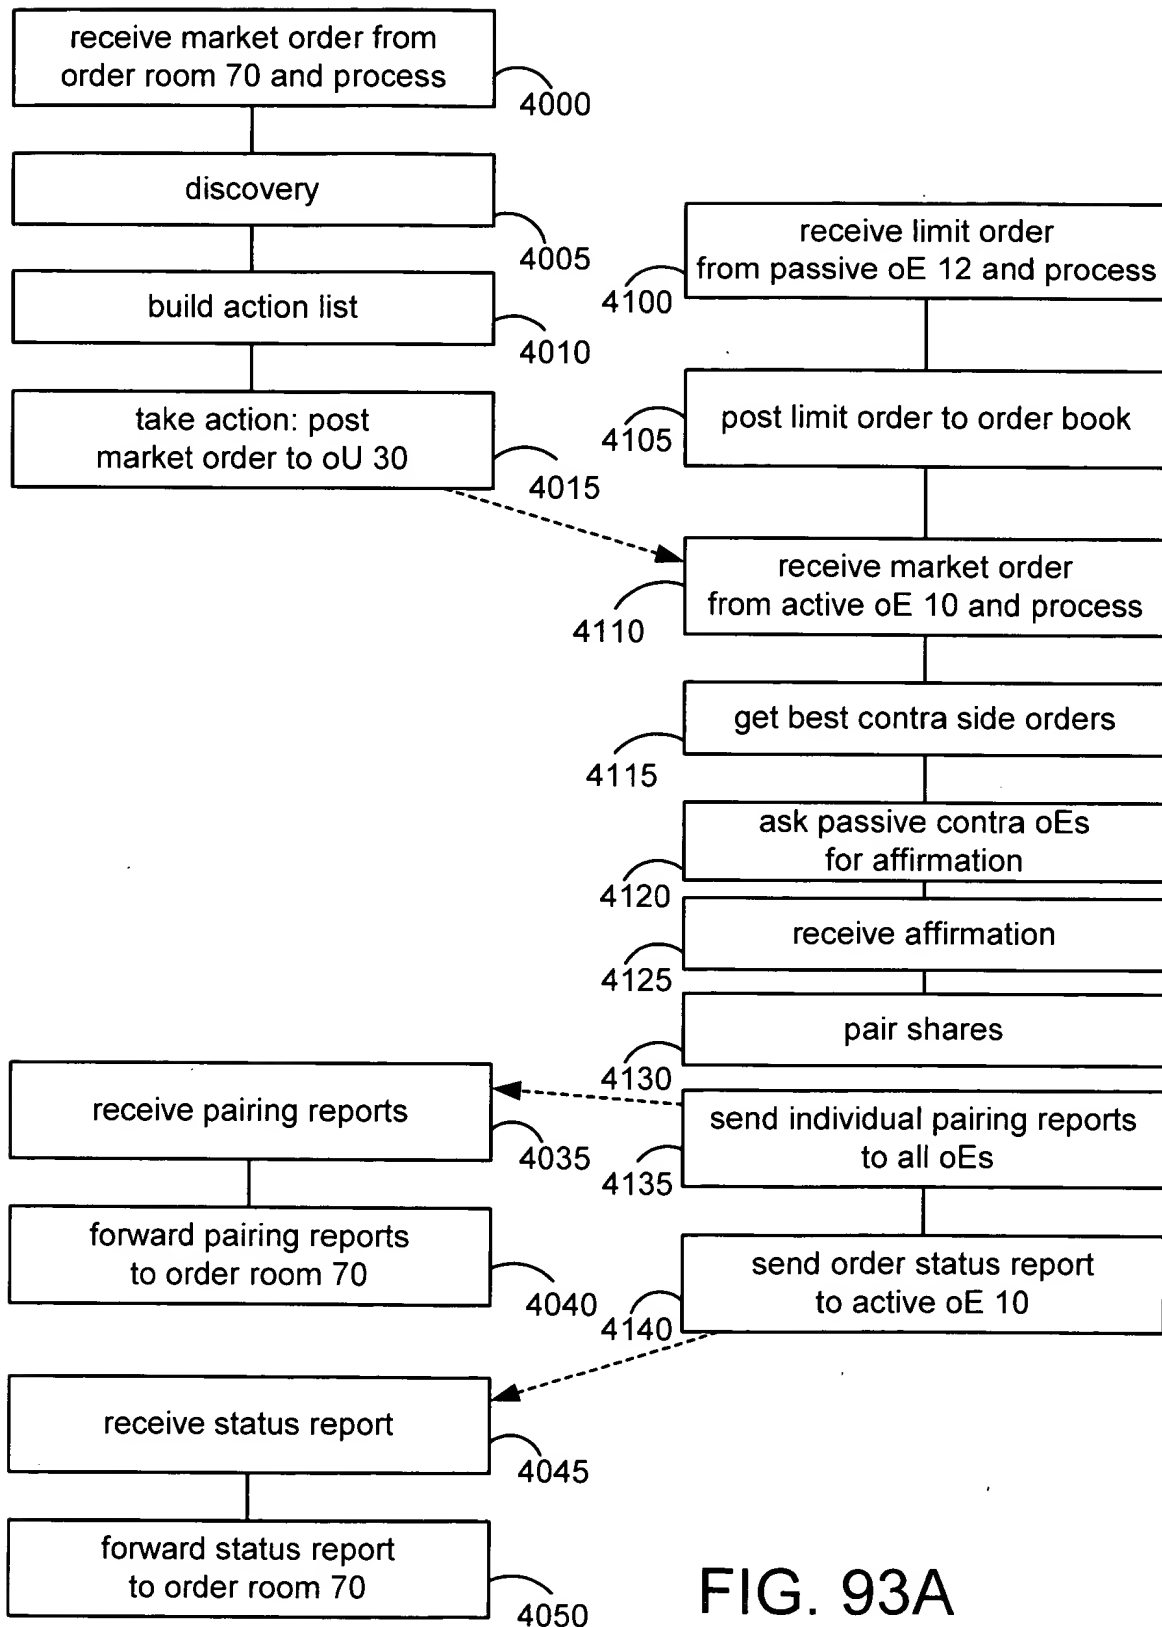 receive market order from
order room 70 and process
4000
discovery
4005
build action list
4010
take action: post
market order to oU 30
4015
receive limit order
from passive oE 12 and process
4100
post limit order to order book
4105
receive market order
from active oE 10 and process
4110
get best contra side orders
4115
ask passive contra oEs
for affirmation
4120
receive affirmation
4125
pair shares
4130
send individual pairing reports
to all oEs
4135
send order status report
to active oE 10
4140
receive pairing reports
4035
forward pairing reports
to order room 70
4040
receive status report
4045
forward status report
to order room 70
4050
FIG. 93A